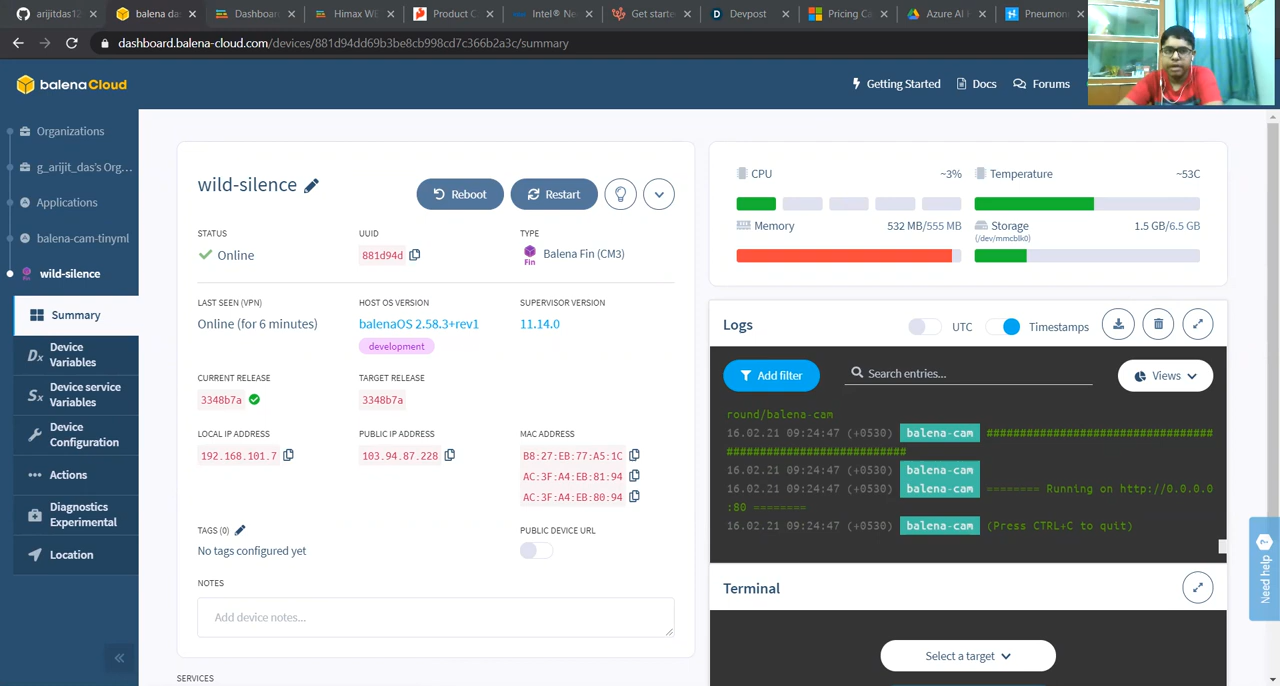 arijitdas12
balena das
Dashboard
Himax WE
Product C
Intel® Ne
Get starte
Devpost
Pricing Ca
Azure AI H
Pneumon
dashboard.balena-cloud.com/devices/881d94dd69b3be8cb998cd7c366b2a3c/summary
balenaCloud
Getting Started
Docs
Forums
Organizations
g_arijit_das's Org...
Applications
balena-cam-tinyml
wild-silence
Summary
D(x) Device
Variables
S(x) Device service
Variables
Device
Configuration
Actions
Diagnostics
Experimental
Location
«
wild-silence
Reboot
Restart
STATUS
UUID
TYPE
Online
881d94d
Fin
Balena Fin (CM3)
LAST SEEN (VPN)
HOST OS VERSION
SUPERVISOR VERSION
Online (for 6 minutes)
balenaOS 2.58.3+rev1
11.14.0
development
CURRENT RELEASE
TARGET RELEASE
3348b7a
3348b7a
LOCAL IP ADDRESS
PUBLIC IP ADDRESS
MAC ADDRESS
192.168.101.7
103.94.87.228
B8:27:EB:77:A5:1C
AC:3F:A4:EB:81:94
AC:3F:A4:EB:80:94
TAGS (0)
PUBLIC DEVICE URL
No tags configured yet
NOTES
Add device notes...
SERVICES
CPU
~3%
Temperature
~53C
Memory
532 MB/555 MB
Storage
1.5 GB/6.5 GB
(/dev/mmcblk0)
Logs
UTC
Timestamps
Add filter
Search entries...
Views
round/balena-cam
16.02.21 09:24:47 (+0530) balena-cam ##################################
###########################
16.02.21 09:24:47 (+0530) balena-cam
16.02.21 09:24:47 (+0530) balena-cam ======== Running on http://0.0.0.0
:80 ========
16.02.21 09:24:47 (+0530) balena-cam (Press CTRL+C to quit)
Terminal
Select a target
Need help ?